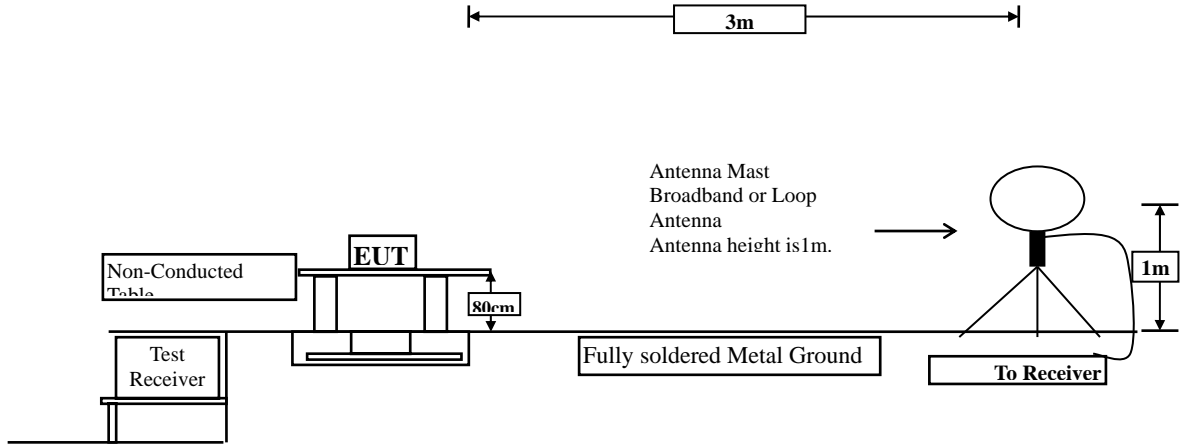 3m
Antenna Mast
Broadband or Loop
Antenna
Antenna height is1m.
EUT
Non-Conducted
Table
80cm
1m
Test
Receiver
Fully soldered Metal Ground
To Receiver